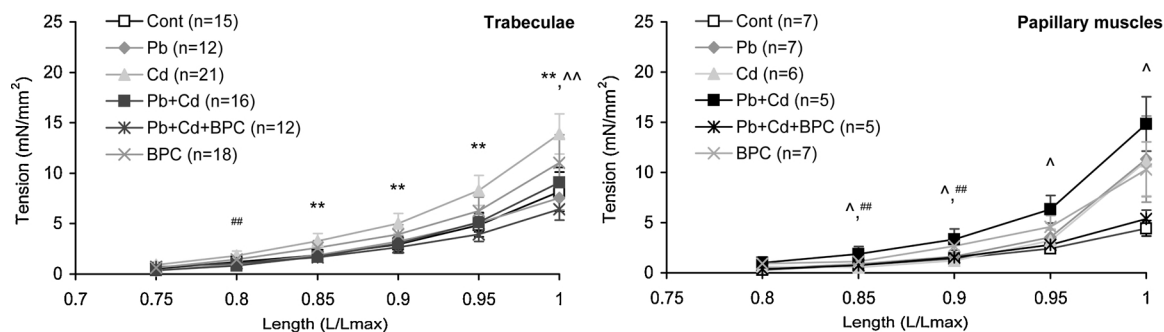 Trabeculae
Tension (mN/mm²)
25
20
15
10
5
0
Cont (n=15)
Pb (n=12)
Cd (n=21)
Pb+Cd (n=16)
Pb+Cd+BPC (n=12)
BPC (n=18)
##
**
**
**
**,^^
0.7
0.75
0.8
0.85
0.9
0.95
1
Length (L/Lmax)
Papillary muscles
Tension (mN/mm²)
25
20
15
10
5
0
Cont (n=7)
Pb (n=7)
Cd (n=6)
Pb+Cd (n=5)
Pb+Cd+BPC (n=5)
BPC (n=7)
^,##
^,##
^
^
0.75
0.8
0.85
0.9
0.95
1
Length (L/Lmax)